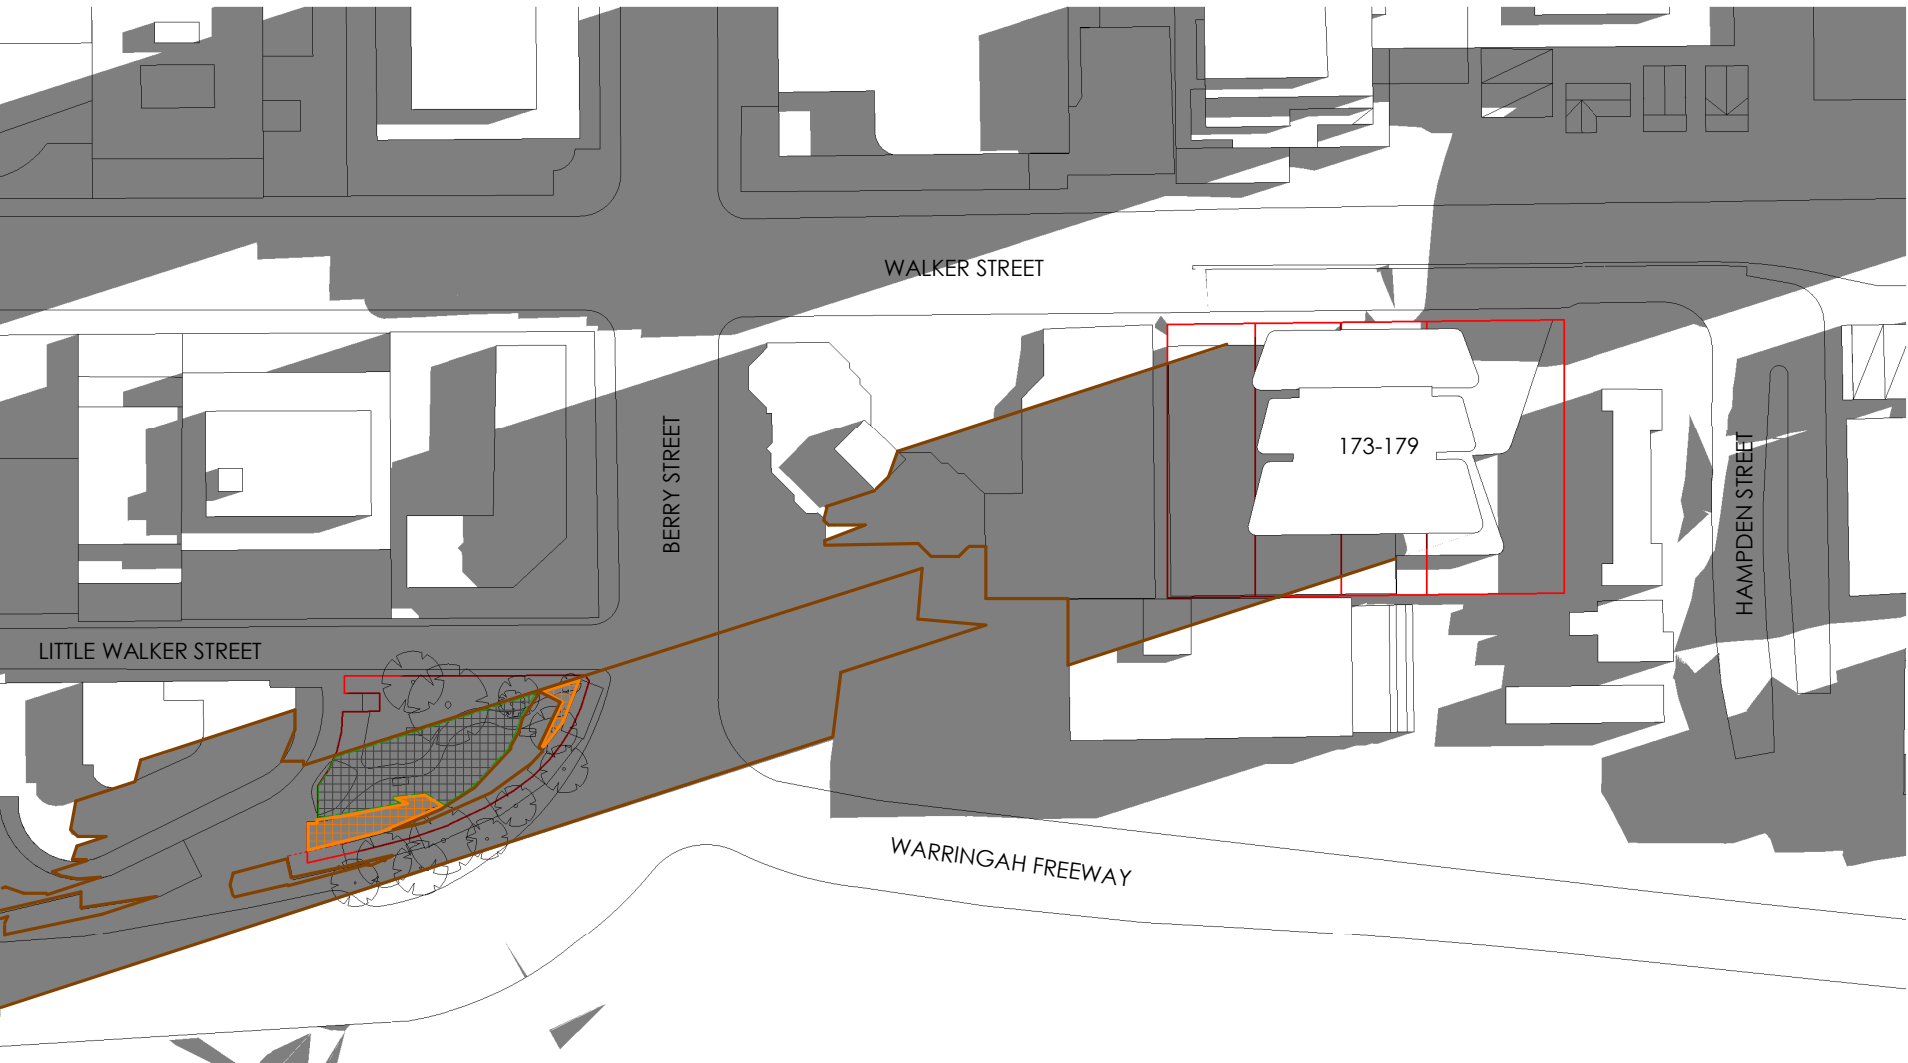 WALKER STREET
BERRY STREET
173-179
HAMPDEN STREET
LITTLE WALKER STREET
WARRINGAH FREEWAY